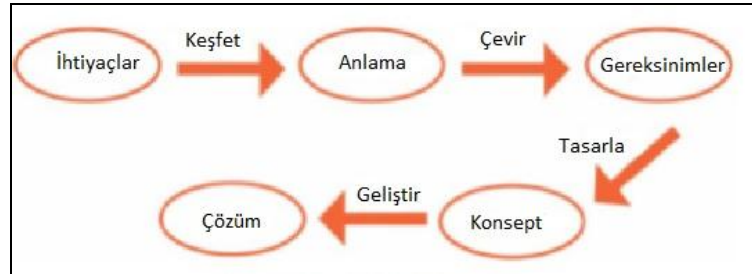 İhtiyaçlar
Keşfet
Anlama
Çevir
Gereksinimler
Tasarla
Konsept
Geliştir
Çözüm